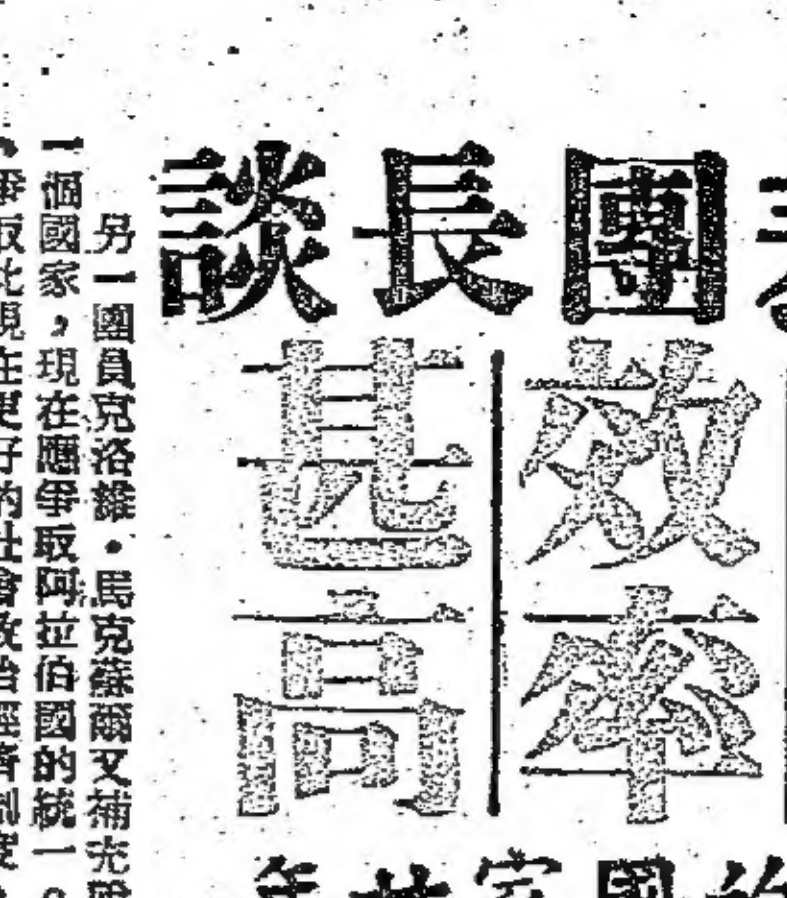 團長談
效率
甚高
國家
另一團員克洛維・馬克蘇爾又補充說
一個國家，現在應爭取阿拉伯國的統一。
爭取比現在更好的社會政治經濟制度